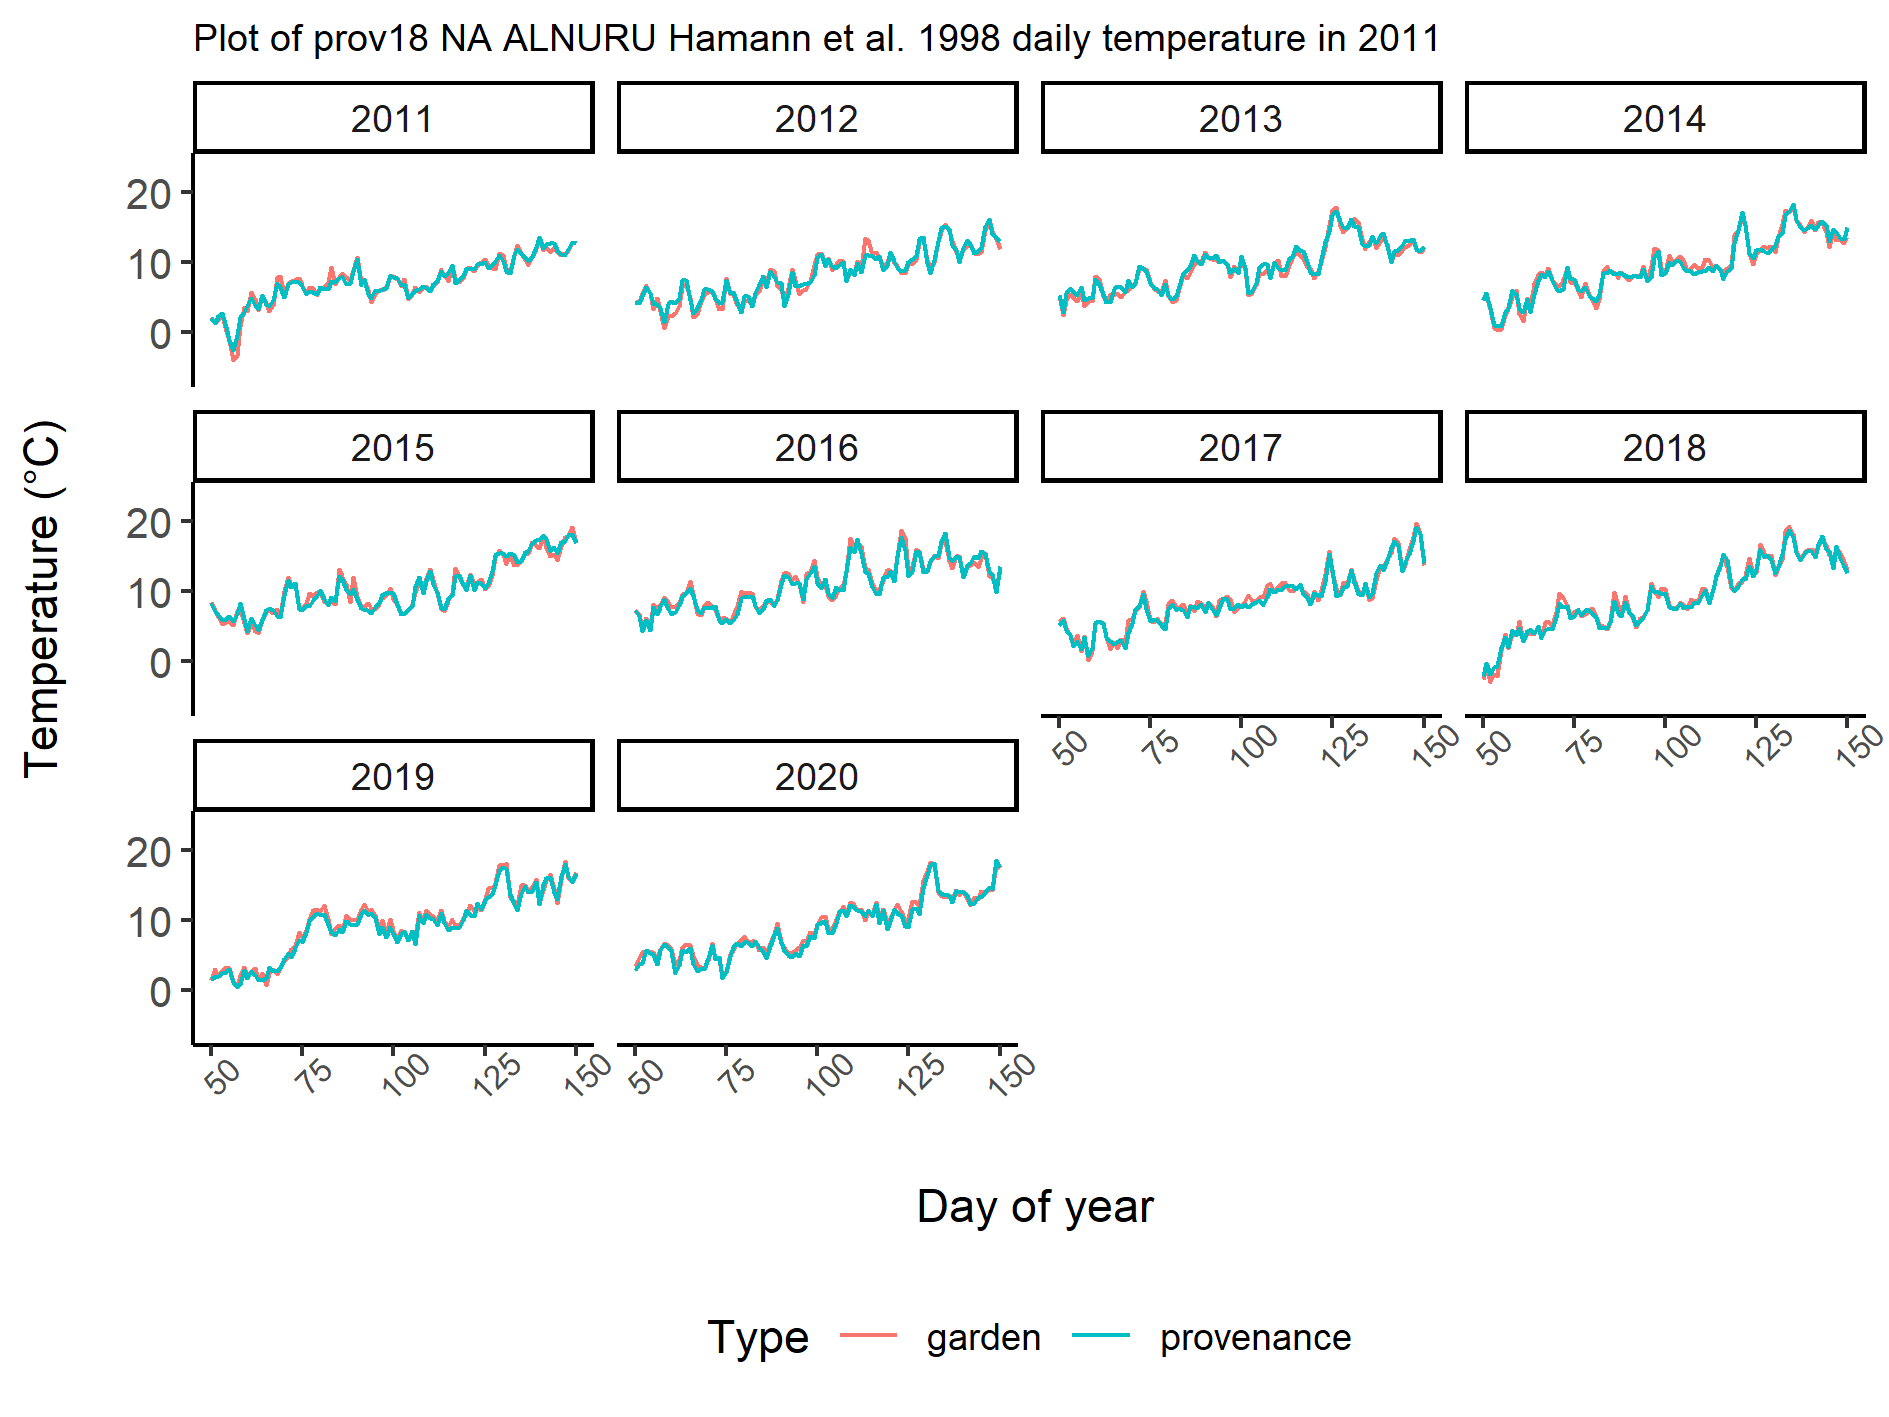 Plot of prov18 NA ALNURU Hamann et al. 1998 daily temperature in 2011
2011 2012 2013 2014
20
10
0
2015 2016 2017 2018
20
10
0
50 75 100 125 150 50 75 100 125 150
2019 2020
20
10
0
50 75 100 125 150 50 75 100 125 150
Temperature (°C)
Day of year
Type garden provenance